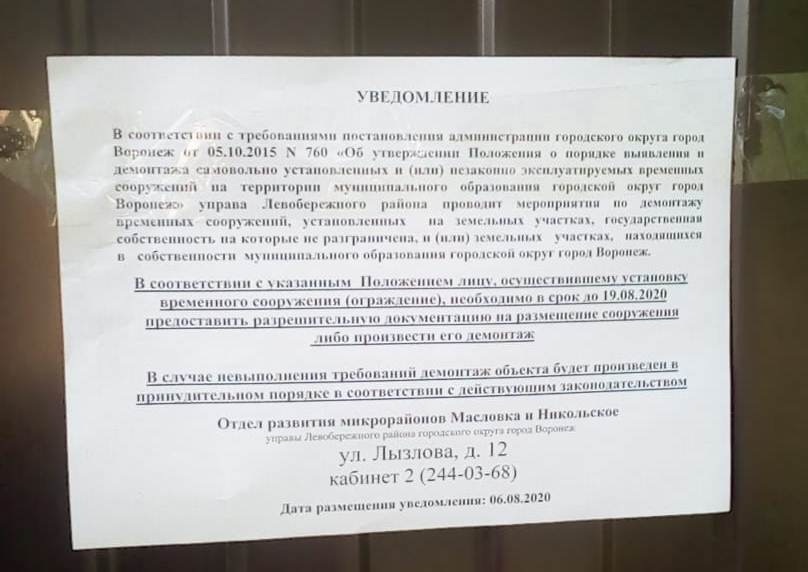 УВЕДОМЛЕНИЕ
В соответствии с требованиями постановления администрации городского округа город
Воронеж от 05.10.2015 N 760 «Об утверждении Положения о порядке выявления и
демонтажа самовольно установленных и (или) незаконно эксплуатируемых временных
сооружений на территории муниципального образования городской округ город
Воронеж» управа Левобережного района проводит мероприятия по демонтажу
временных сооружений, установленных на земельных участках, государственная
собственность на которые не разграничена, и (или) земельных участках, находящихся
в собственности муниципального образования городской округ город Воронеж.
В соответствии с указанным Положением лицу, осуществившему установку
временного сооружения (ограждение), необходимо в срок до 19.08.2020
предоставить разрешительную документацию на размещение сооружения
либо произвести его демонтаж
В случае невыполнения требований демонтаж объекта будет произведен в
принудительном порядке в соответствии с действующим законодательством
Отдел развития микрорайонов Масловка и Никольское
управы Левобережного района городского округа город Воронеж
ул. Лызлова, д. 12
кабинет 2 (244-03-68)
Дата размещения уведомления: 06.08.2020